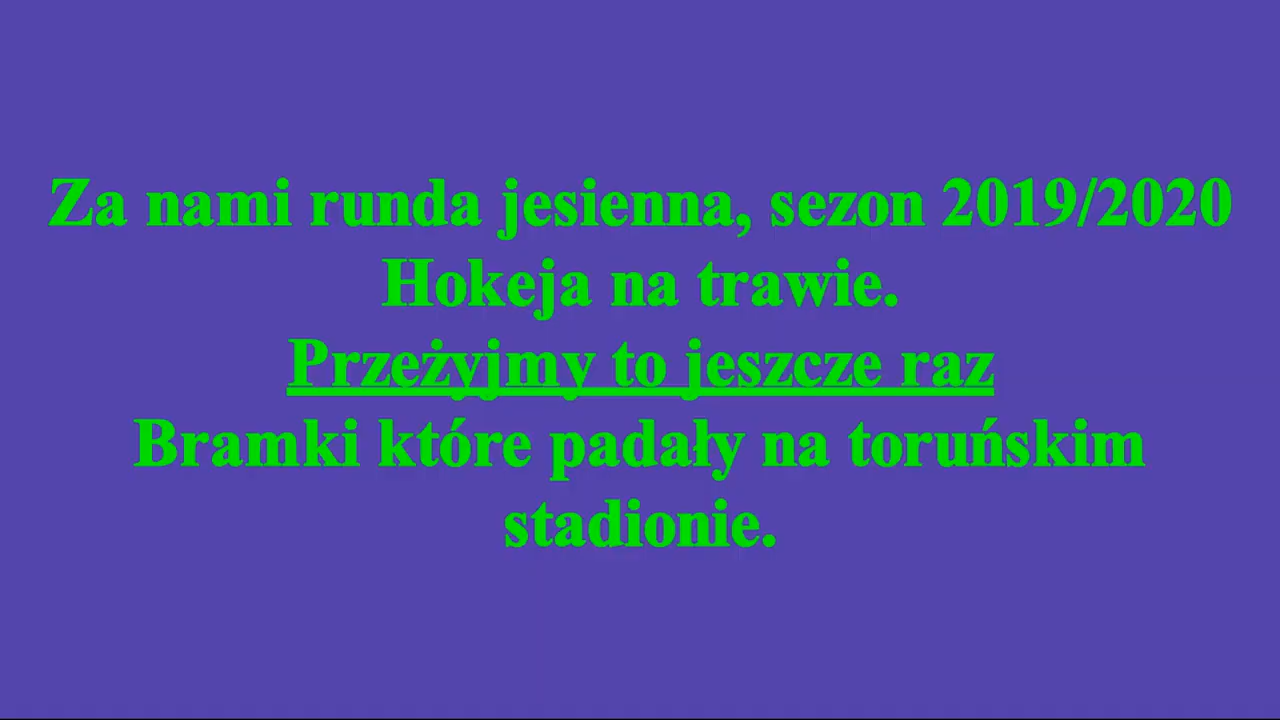 Za nami runda jesienna, sezon 2019/2020
Hokeja na trawie.
Przeżyjmy to jeszcze raz
Bramki które padały na toruńskim
stadionie.